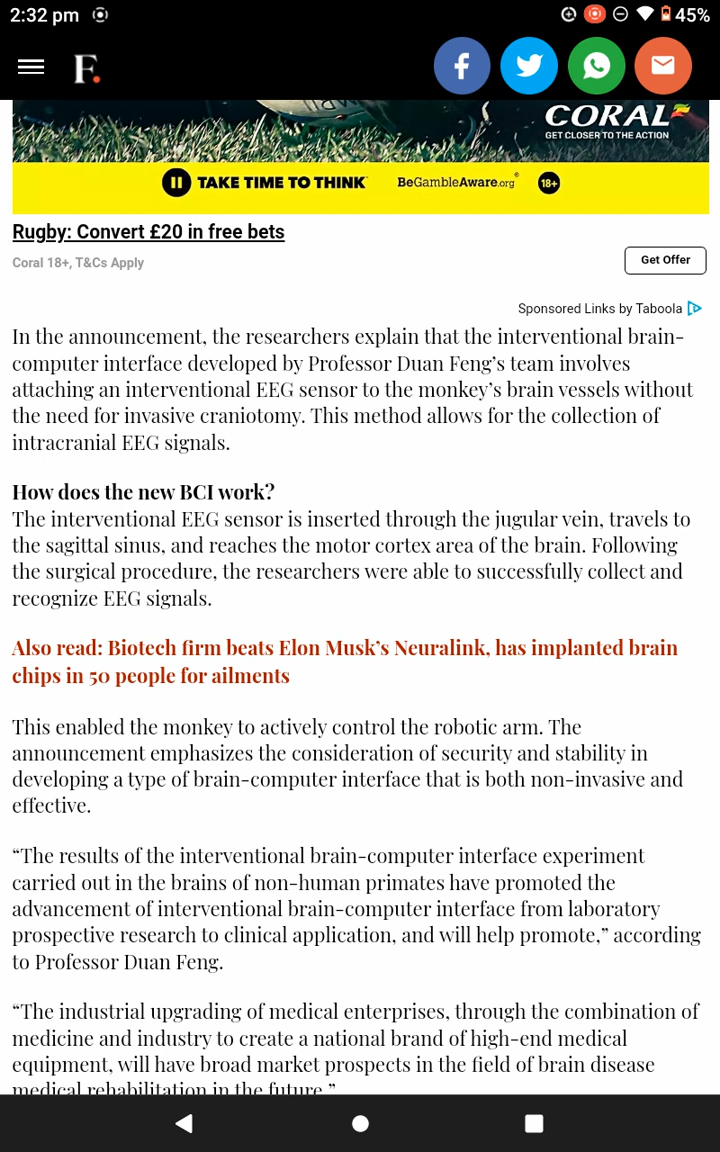 2:32 pm
45%
F.
CORAL
GET CLOSER TO THE ACTION
TAKE TIME TO THINK
BeGambleAware.org®
18+
Rugby: Convert £20 in free bets
Coral 18+, T&Cs Apply
Get Offer
Sponsored Links by Taboola
In the announcement, the researchers explain that the interventional brain-
computer interface developed by Professor Duan Feng’s team involves
attaching an interventional EEG sensor to the monkey’s brain vessels without
the need for invasive craniotomy. This method allows for the collection of
intracranial EEG signals.
How does the new BCI work?
The interventional EEG sensor is inserted through the jugular vein, travels to
the sagittal sinus, and reaches the motor cortex area of the brain. Following
the surgical procedure, the researchers were able to successfully collect and
recognize EEG signals.
Also read: Biotech firm beats Elon Musk’s Neuralink, has implanted brain
chips in 50 people for ailments
This enabled the monkey to actively control the robotic arm. The
announcement emphasizes the consideration of security and stability in
developing a type of brain-computer interface that is both non-invasive and
effective.
“The results of the interventional brain-computer interface experiment
carried out in the brains of non-human primates have promoted the
advancement of interventional brain-computer interface from laboratory
prospective research to clinical application, and will help promote,” according
to Professor Duan Feng.
“The industrial upgrading of medical enterprises, through the combination of
medicine and industry to create a national brand of high-end medical
equipment, will have broad market prospects in the field of brain disease
medical rehabilitation in the future.”